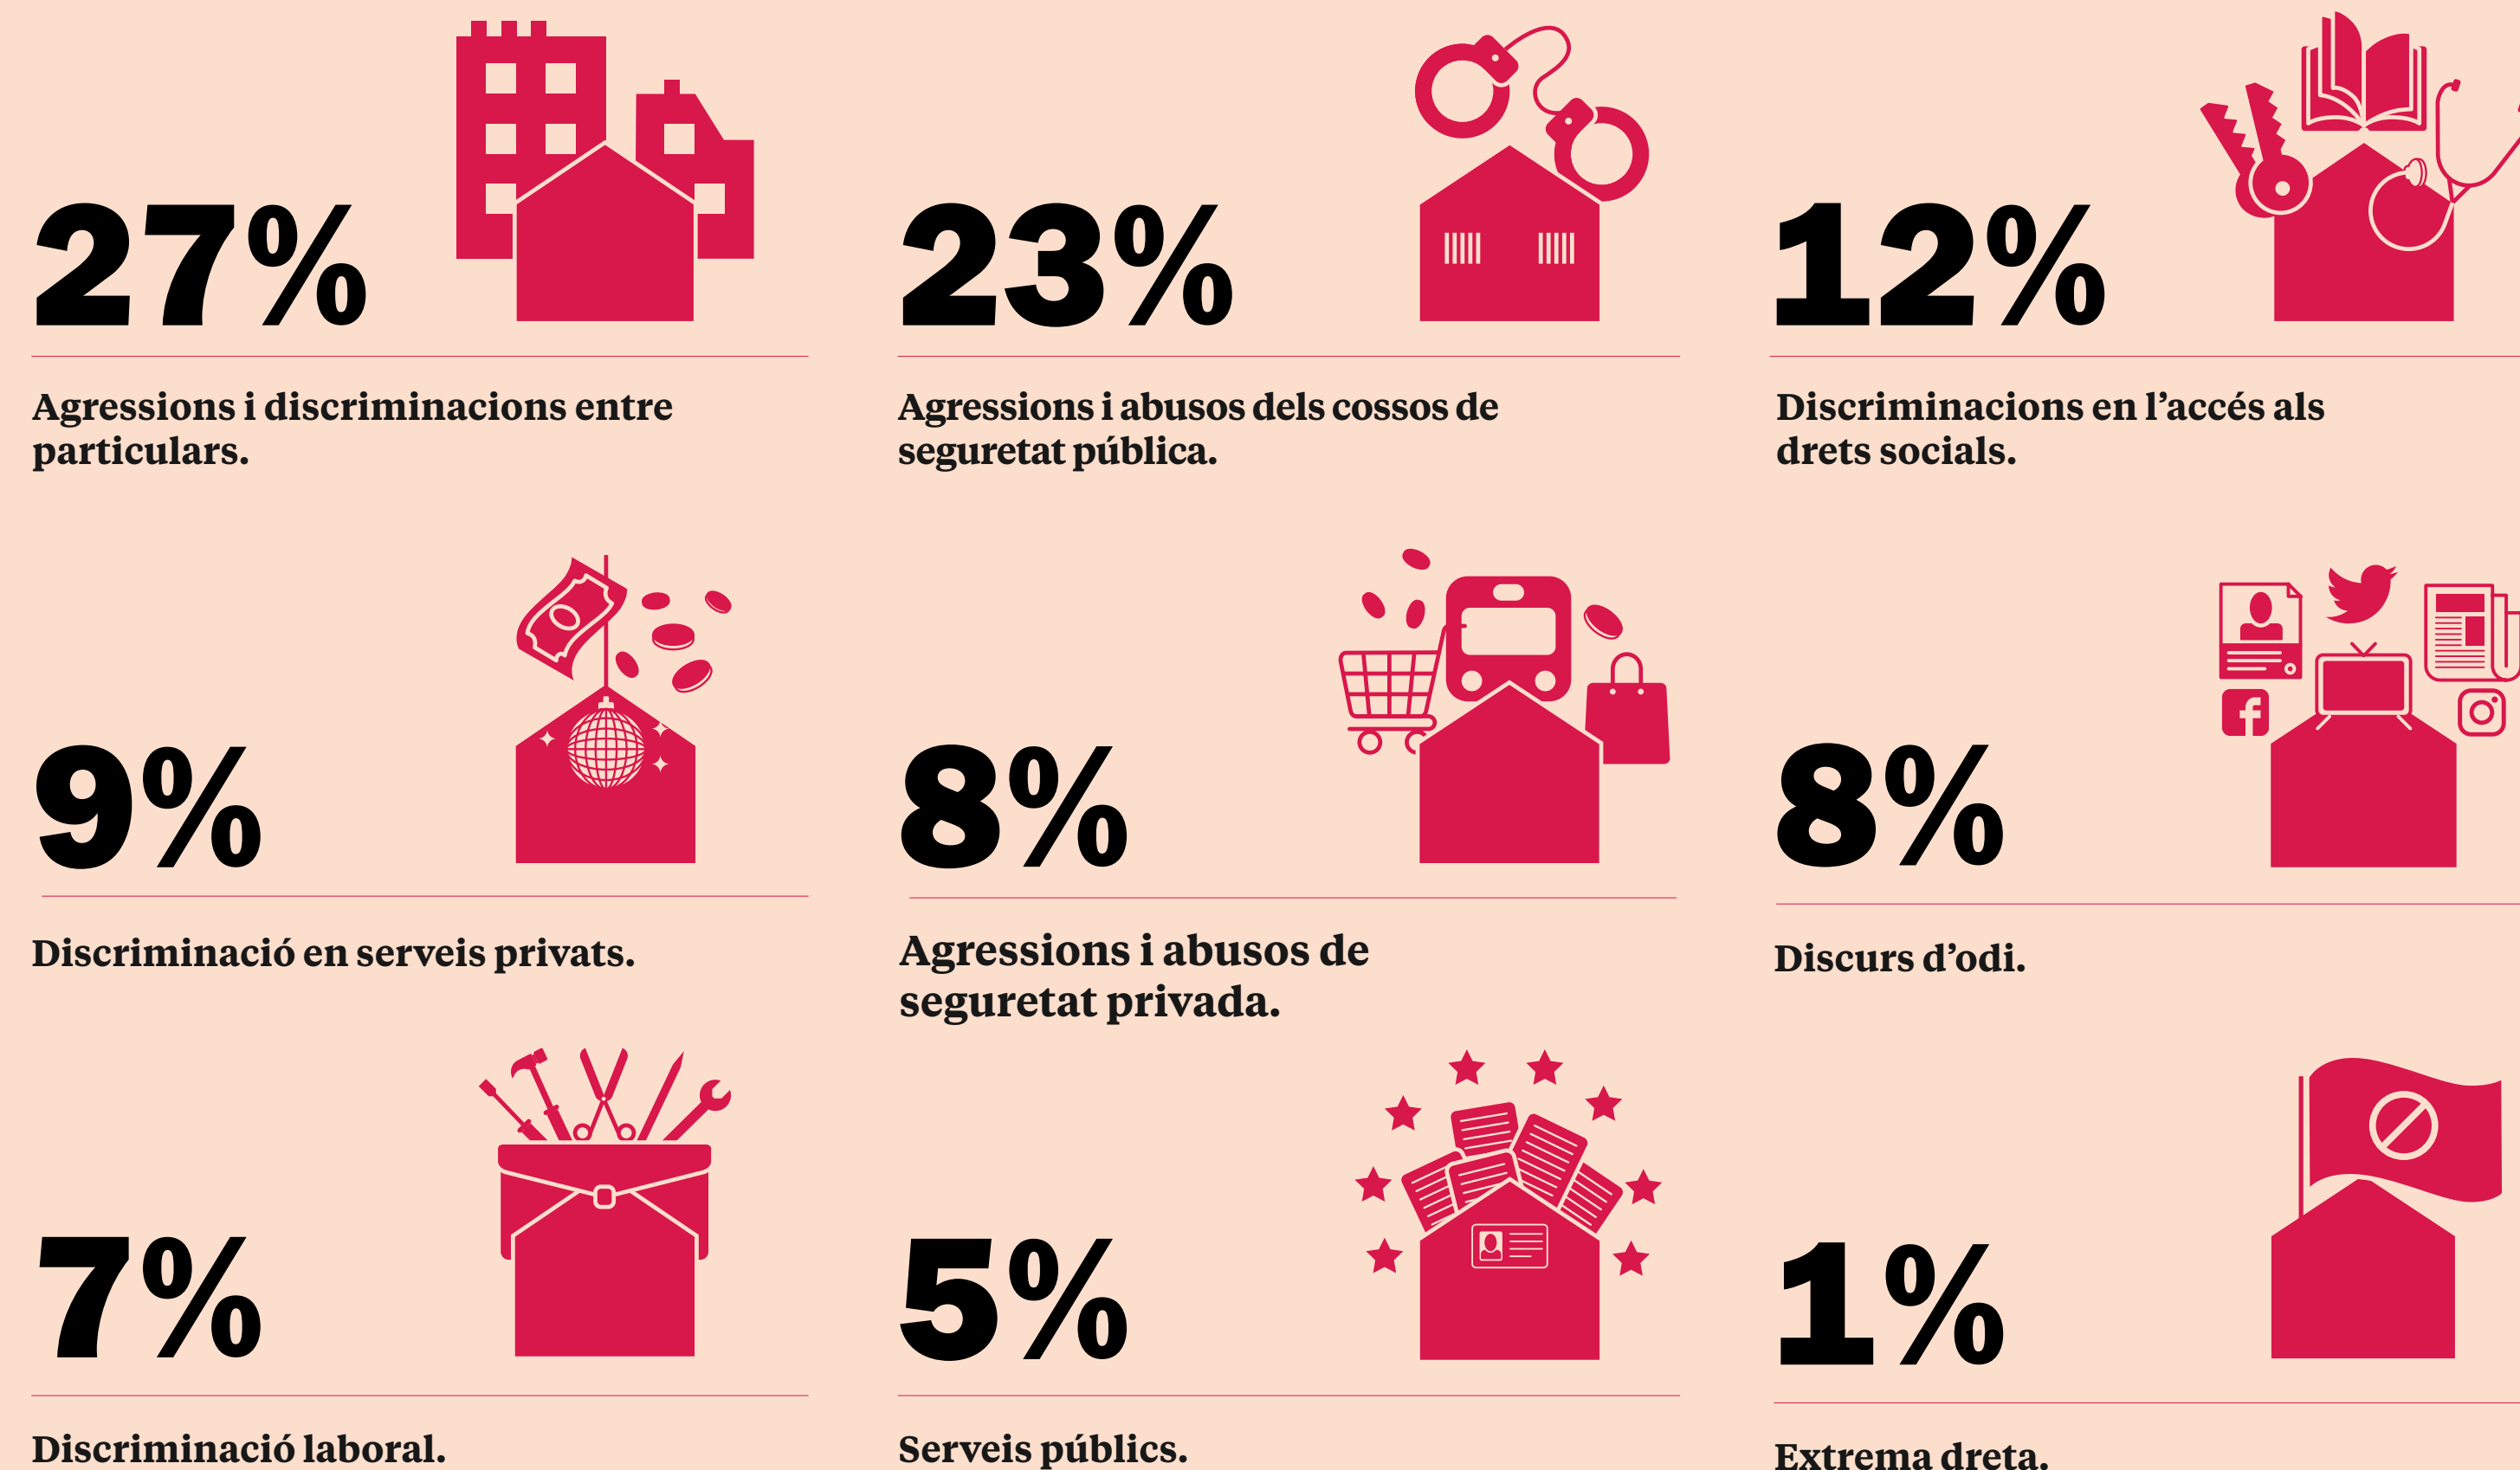 27%
Agressions i discriminacions entre
particulars.
23%
Agressions i abusos dels cossos de
seguretat pública.
12%
Discriminacions en l’accés als
drets socials.
9%
Discriminació en serveis privats.
8%
Agressions i abusos de
seguretat privada.
8%
Discurs d’odi.
7%
Discriminació laboral.
5%
Serveis públics.
1%
Extrema dreta.